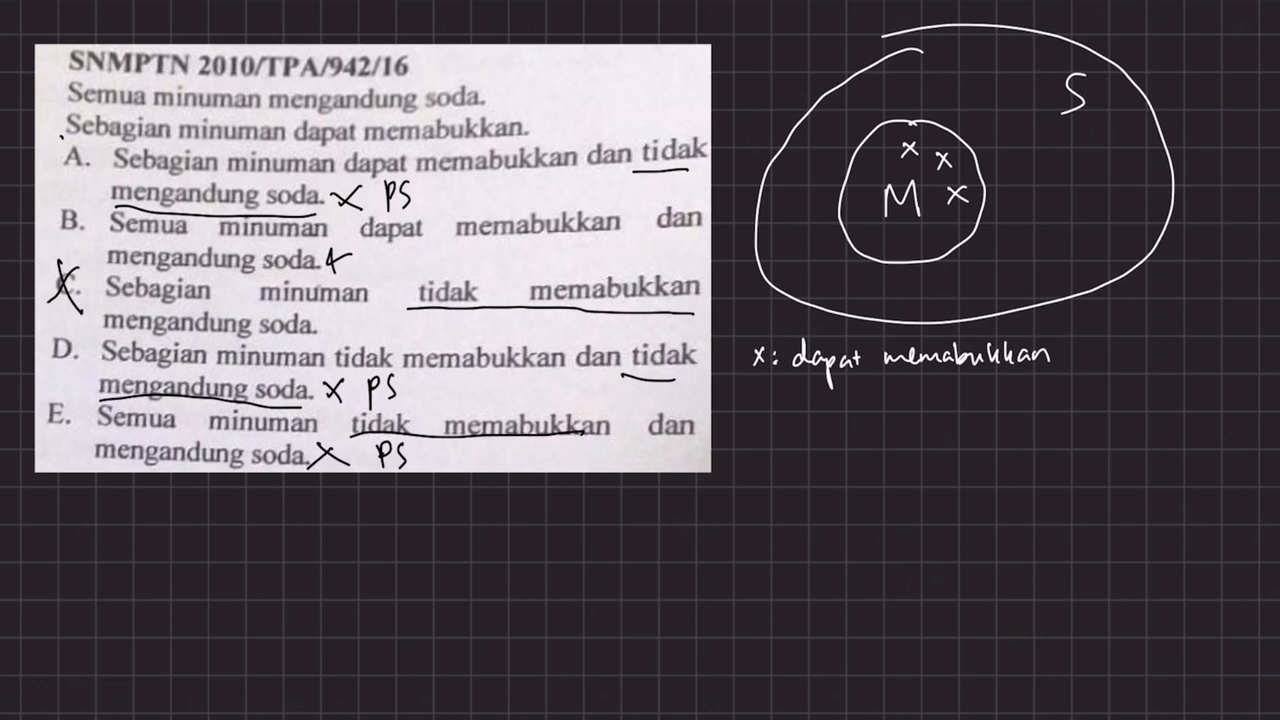 SNMPTN 2010/TPA/942/16
Semua minuman mengandung soda.
Sebagian minuman dapat memabukkan.
A. Sebagian minuman dapat memabukkan dan tidak
mengandung soda. x PS
B. Semua minuman dapat memabukkan dan
mengandung soda. x
C. Sebagian minuman tidak memabukkan
mengandung soda.
D. Sebagian minuman tidak memabukkan dan tidak
mengandung soda. x PS
E. Semua minuman tidak memabukkan dan
mengandung soda. x PS
S
x x
M x
x: dapat memabukkan